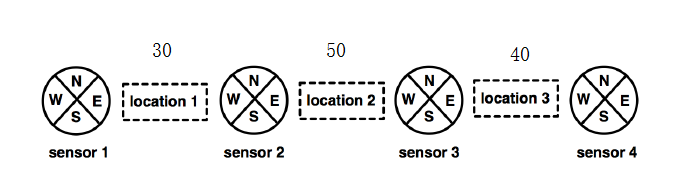 30 50 40
N N N N
W E location 1 W E location 2 W E location 3 W E
S S S S
sensor 1 sensor 2 sensor 3 sensor 4